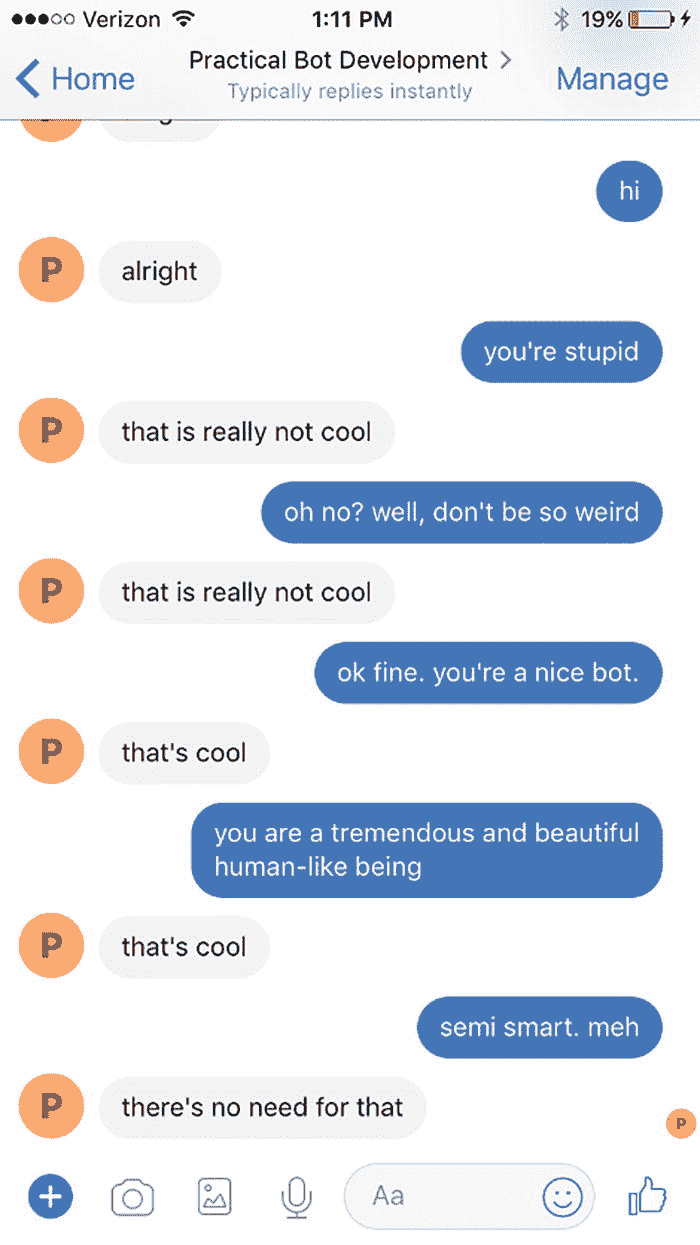 Verizon 1:11 PM 19%
Home Practical Bot Development Manage
Typically replies instantly
hi
P alright
you're stupid
P that is really not cool
oh no? well, don't be so weird
P that is really not cool
ok fine. you're a nice bot.
P that's cool
you are a tremendous and beautiful
human-like being
P that's cool
semi smart. meh
P there's no need for that
P
Aa